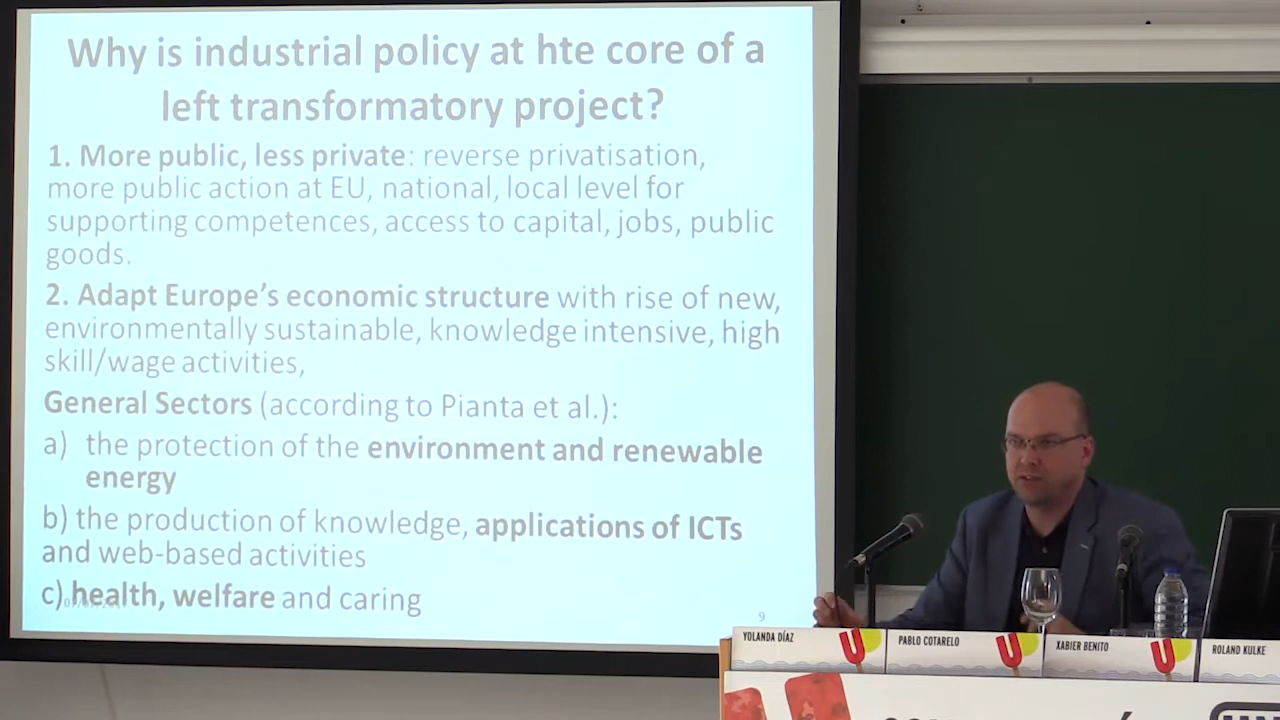 Why is industrial policy at hte core of a
left transformatory project?
1. More public, less private: reverse privatisation,
more public action at EU, national, local level for
supporting competences, access to capital, jobs, public
goods.
2. Adapt Europe's economic structure with rise of new,
environmentally sustainable, knowledge intensive, high
skill/wage activities,
General Sectors (according to Pianta et al.):
a) the protection of the environment and renewable
energy
b) the production of knowledge, applications of ICTs
and web-based activities
c) health, welfare and caring
9
YOLANDA DÍAZ
PABLO COTARELO
XABIER BENITO
ROLAND KULKE
U
U
U